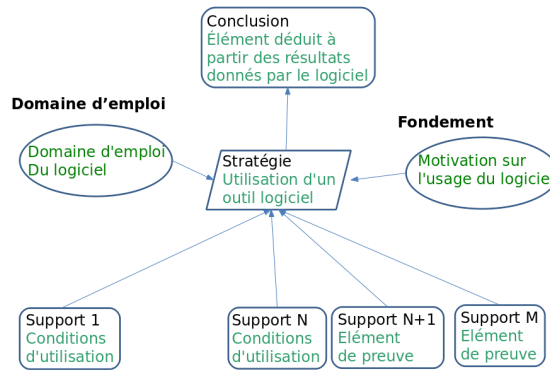 Conclusion
Élément déduit à
partir des résultats
donnés par le logiciel
Domaine d’emploi
Domaine d'emploi
Du logiciel
Fondement
Motivation sur
l'usage du logicie
Stratégie
Utilisation d'un
outil logiciel
Support 1
Conditions
d'utilisation
Support N
Conditions
d'utilisation
Support N+1
Elément
de preuve
Support M
Elément
de preuve